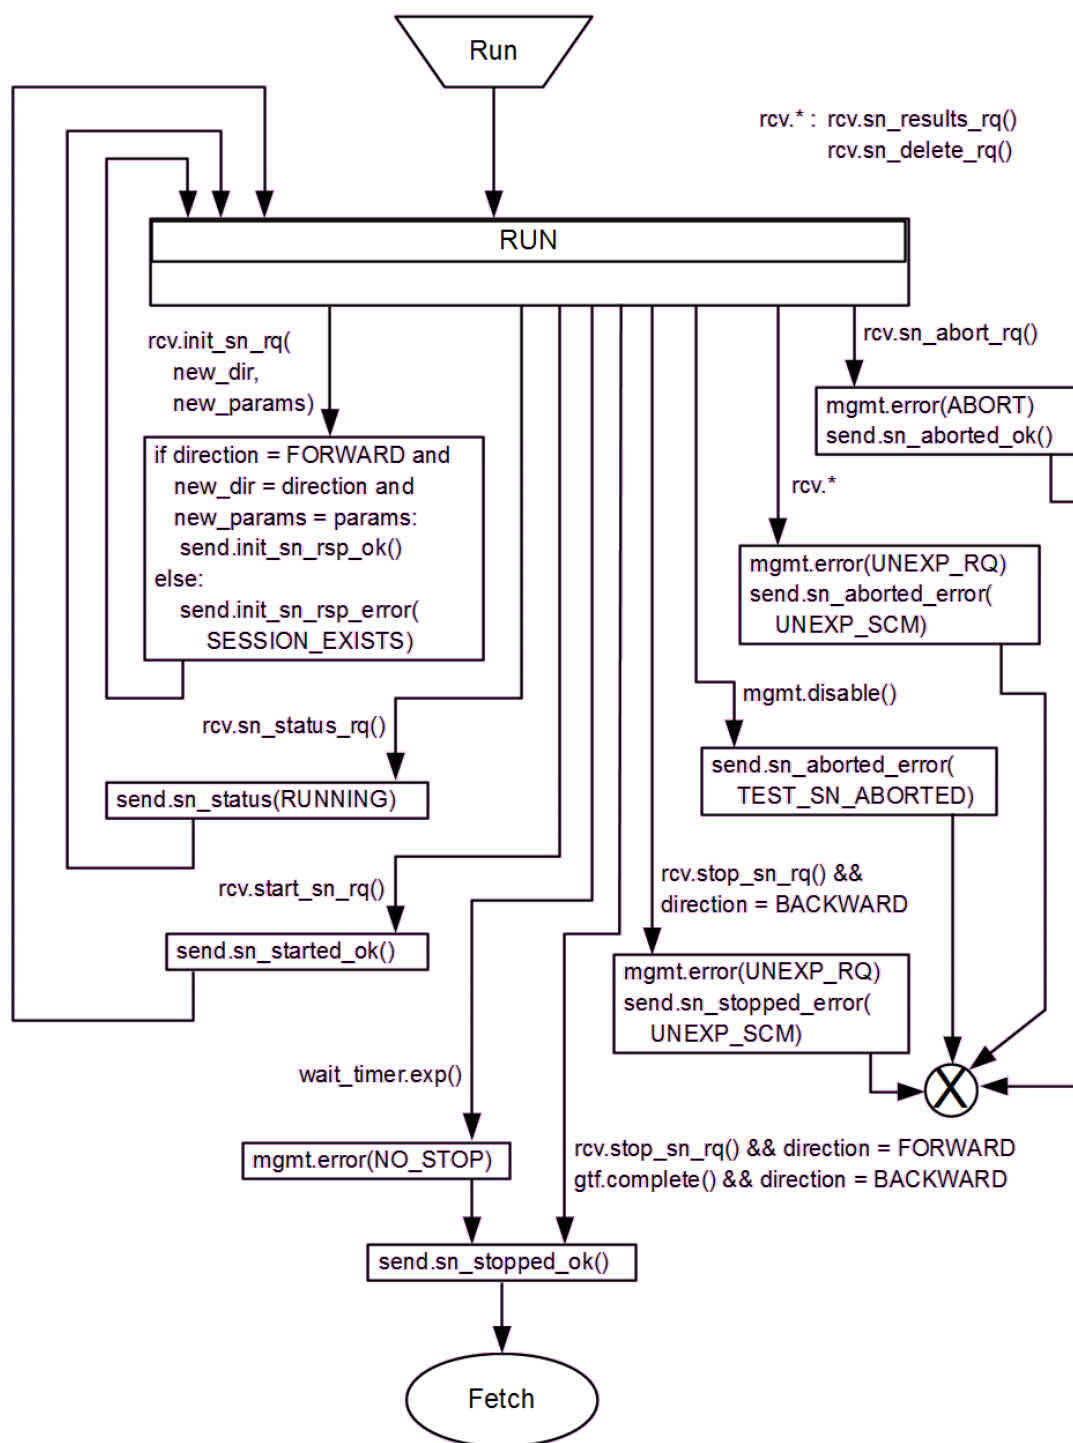 Run
rcv.* : rcv.sn_results_rq()
rcv.sn_delete_rq()
RUN
rcv.init_sn_rq(
new_dir,
new_params)
rcv.sn_abort_rq()
mgmt.error(ABORT)
send.sn_aborted_ok()
if direction = FORWARD and
new_dir = direction and
new_params = params:
send.init_sn_rsp_ok()
else:
send.init_sn_rsp_error(
SESSION_EXISTS)
rcv.*
mgmt.error(UNEXP_RQ)
send.sn_aborted_error(
UNEXP_SCM)
mgmt.disable()
rcv.sn_status_rq()
send.sn_aborted_error(
TEST_SN_ABORTED)
send.sn_status(RUNNING)
rcv.start_sn_rq()
rcv.stop_sn_rq() &&
direction = BACKWARD
send.sn_started_ok()
mgmt.error(UNEXP_RQ)
send.sn_stopped_error(
UNEXP_SCM)
wait_timer.exp()
X
mgmt.error(NO_STOP)
rcv.stop_sn_rq() && direction = FORWARD
gtf.complete() && direction = BACKWARD
send.sn_stopped_ok()
Fetch